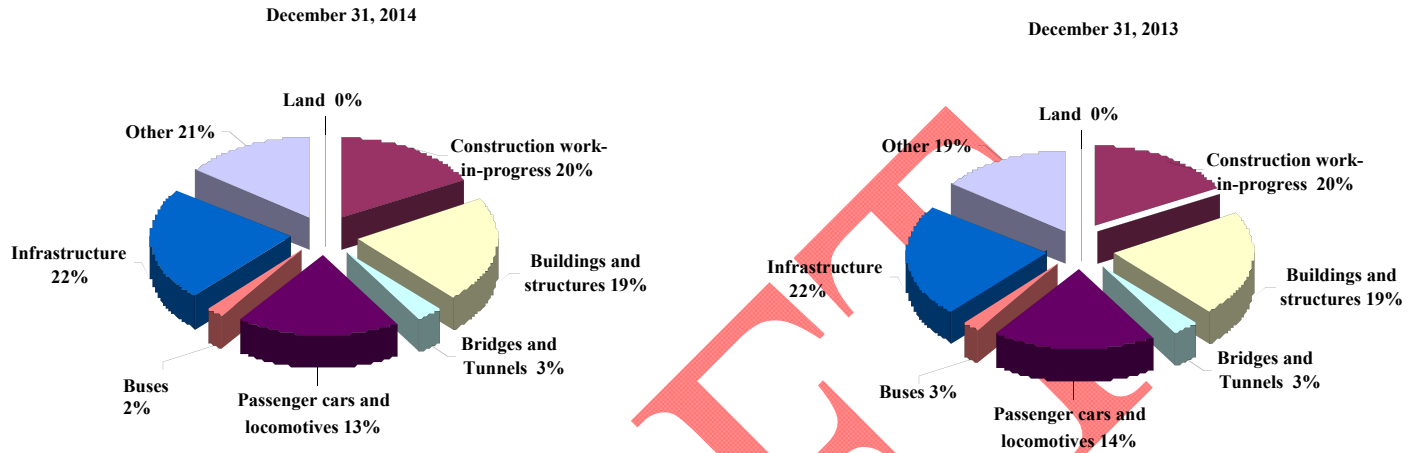 December 31, 2014
Land 0%
Other 21%
Construction work-
in-progress 20%
Infrastructure
22%
Buildings and
structures 19%
Bridges and
Tunnels 3%
Buses
2%
Passenger cars and
locomotives 13%
December 31, 2013
Land 0%
Other 19%
Construction work-
in-progress 20%
Infrastructure
22%
Buildings and
structures 19%
Bridges and
Tunnels 3%
Buses 3%
Passenger cars and
locomotives 14%